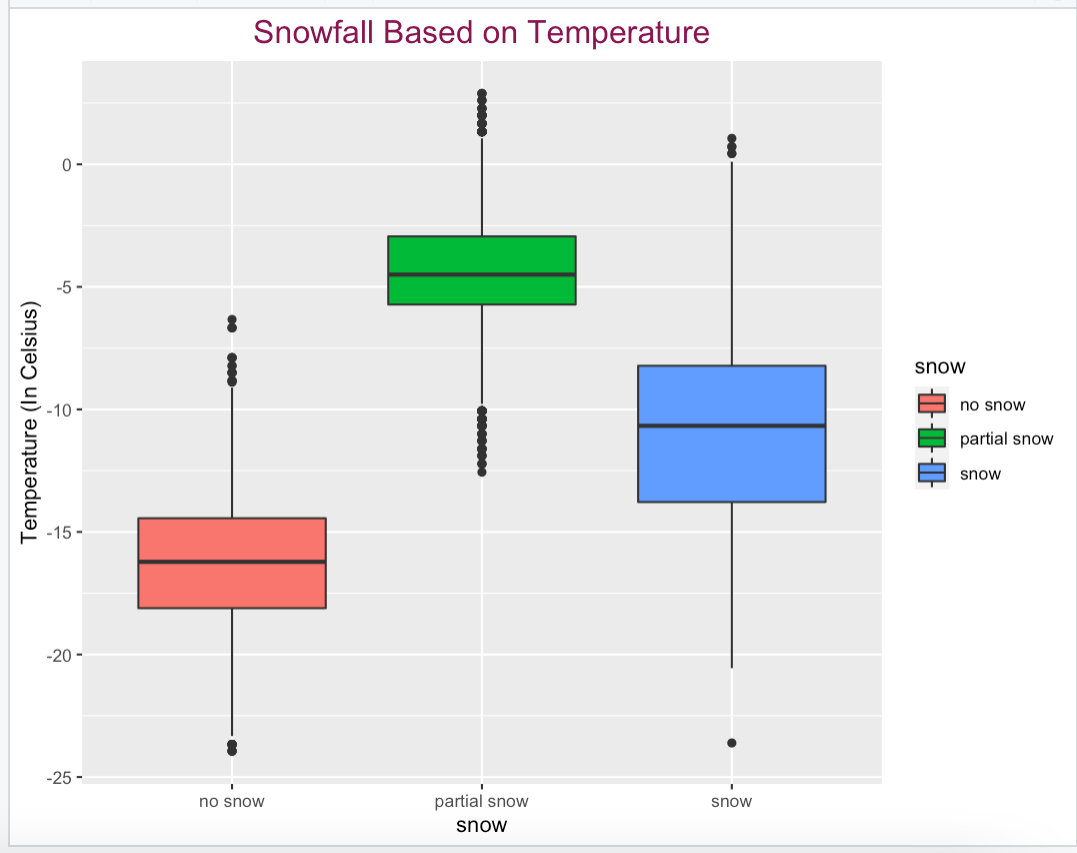 Snowfall Based on Temperature
Temperature (In Celsius)
0
-5
-10
-15
-20
-25
no snow
partial snow
snow
snow
snow
no snow
partial snow
snow